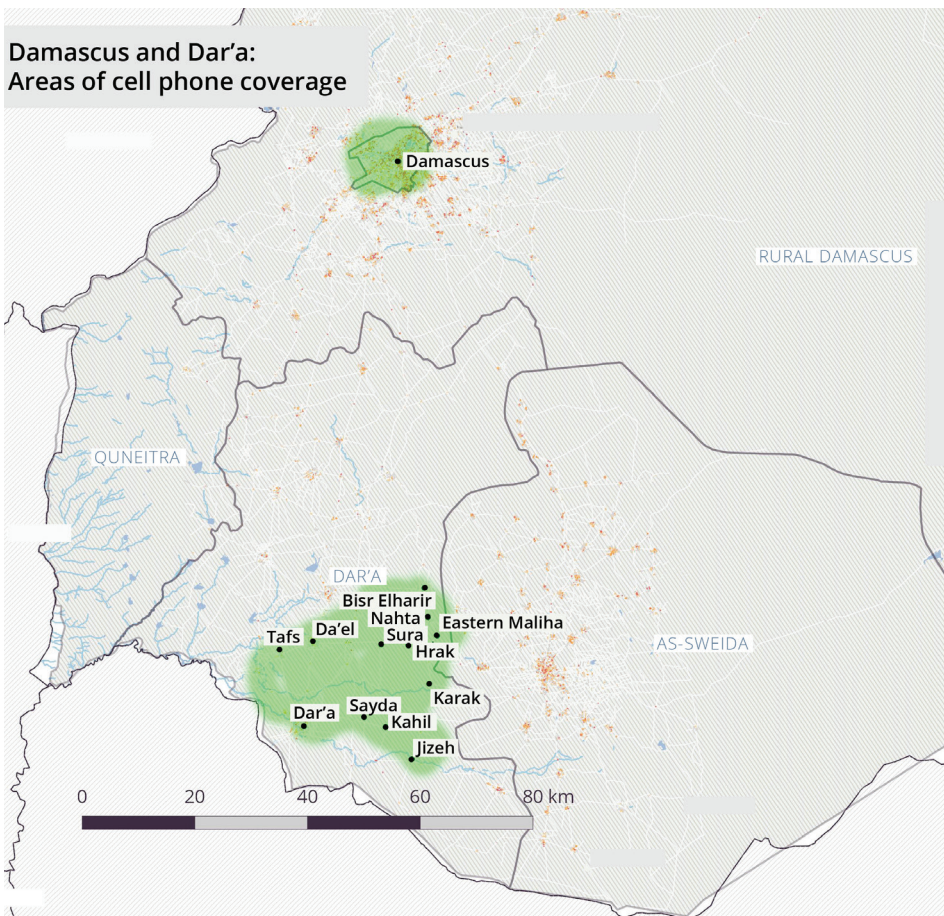 Damascus and Dar’a:
Areas of cell phone coverage
Damascus
RURAL DAMASCUS
QUNEITRA
DAR’A
Bisr Elharir
Nahta
Eastern Maliha
Tafs
Da’el
Sura
Hrak
AS-SWEIDA
Karak
Dar’a
Sayda
Kahil
Jizeh
0 20 40 60 80 km